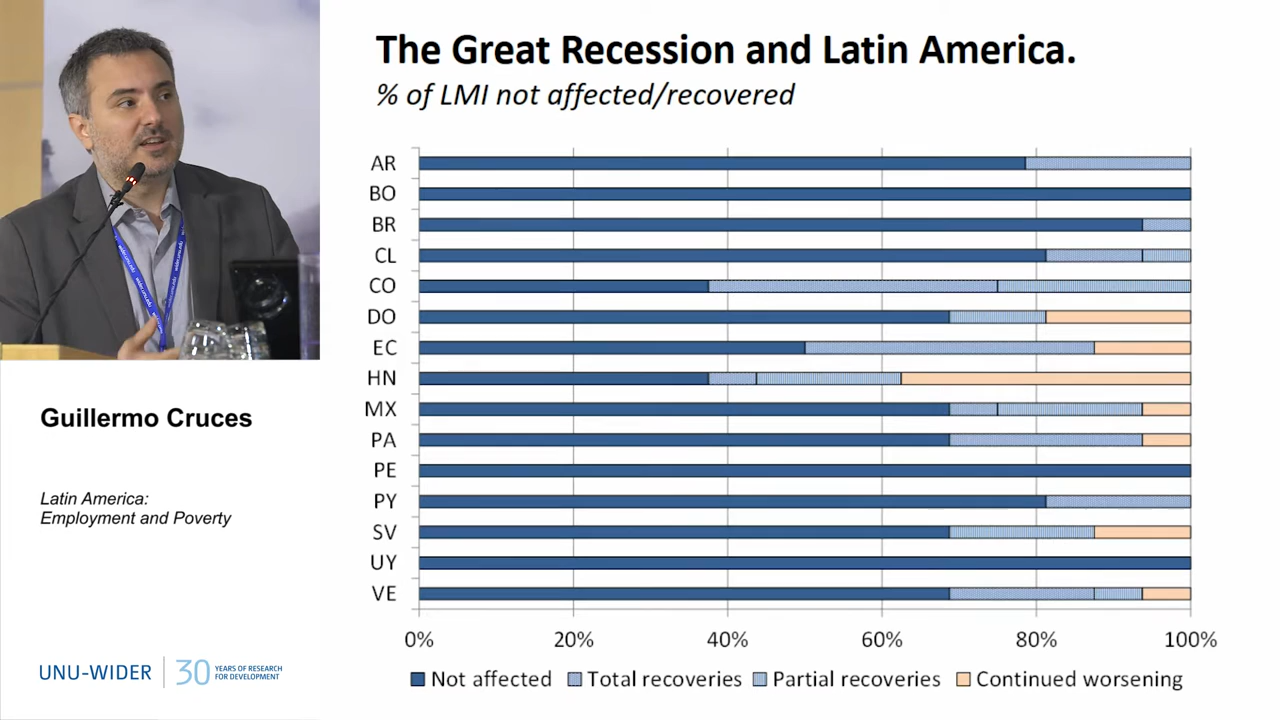 The Great Recession and Latin America.
% of LMI not affected/recovered
AR
BO
BR
CL
CO
DO
EC
HN
MX
PA
PE
PY
SV
UY
VE
0% 20% 40% 60% 80% 100%
Not affected Total recoveries Partial recoveries Continued worsening
Guillermo Cruces
Latin America:
Employment and Poverty
UNU-WIDER 30 YEARS OF RESEARCH
FOR DEVELOPMENT